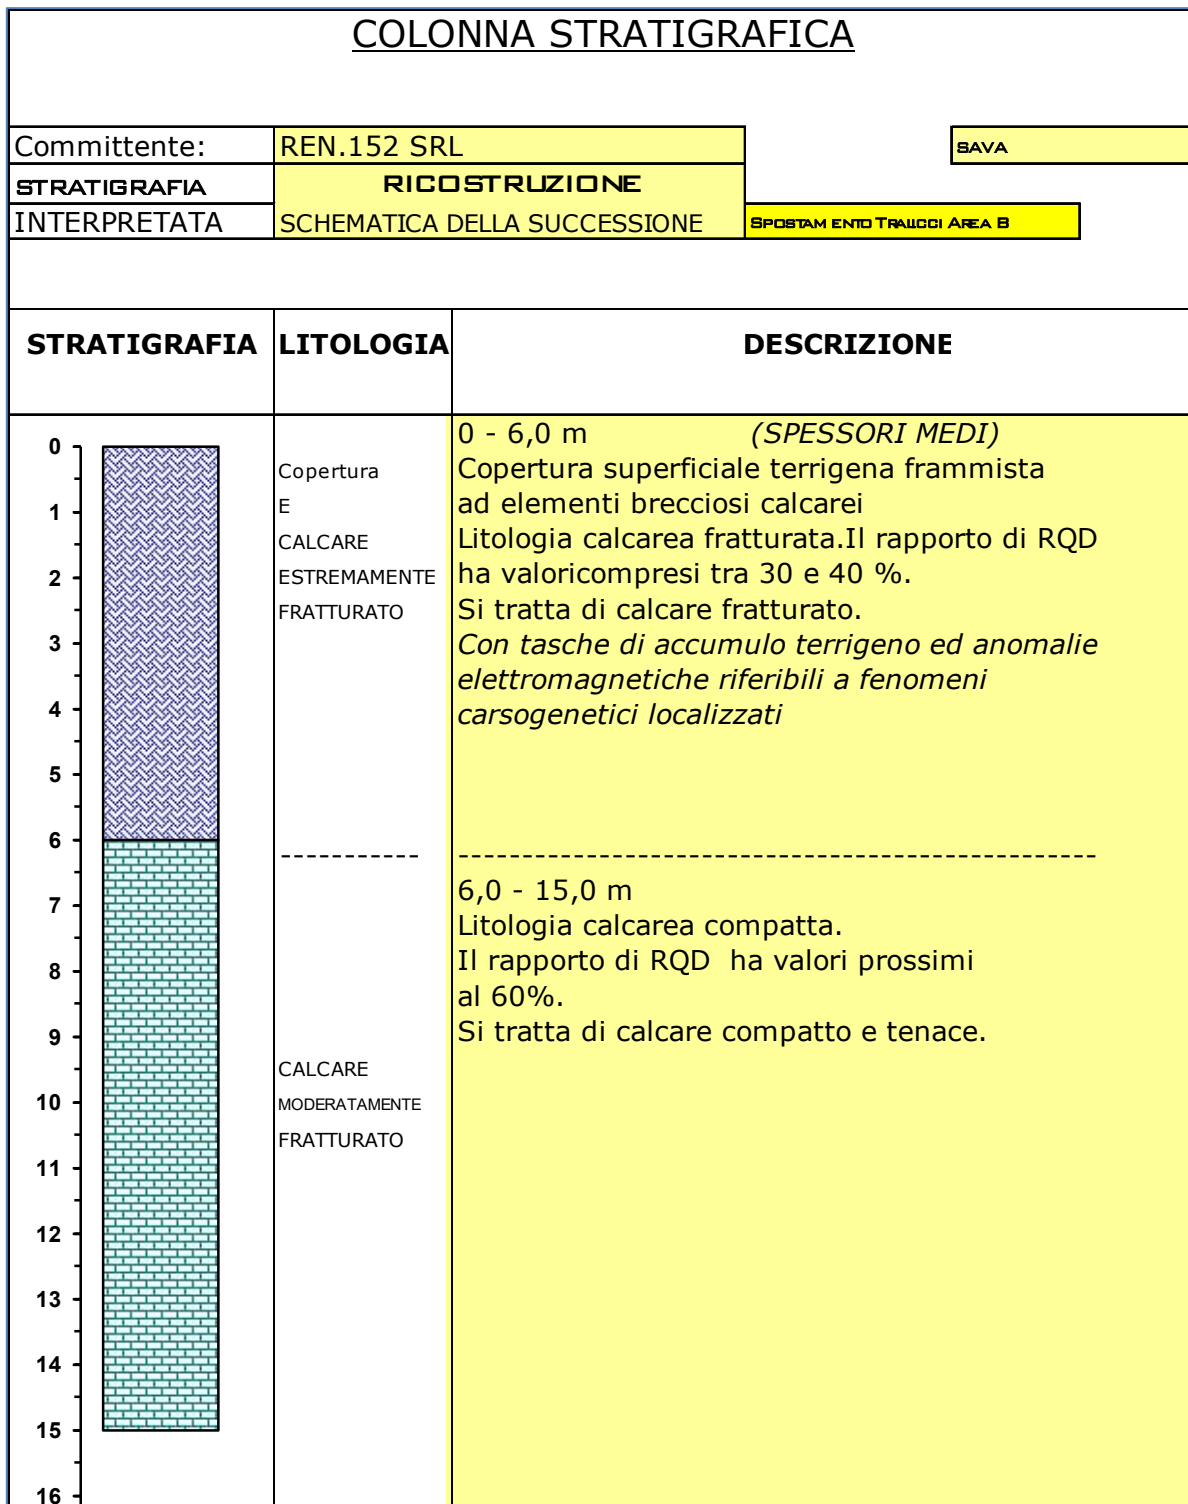 COLONNA STRATIGRAFICA
Committente: REN.152 SRL SAVA
STRATIGRAFIA RICOSTRUZIONE
INTERPRETATA SCHEMATICA DELLA SUCCESSIONE SPOSTAM ENTO TRALICCI AREA B
STRATIGRAFIA LITOLOGIA DESCRIZIONE
0
1
2
3
4
5
6
7
8
9
10
11
12
13
14
15
16
Copertura
E
CALCARE
ESTREMAMENTE
FRATTURATO
-----------
CALCARE
MODERATAMENTE
FRATTURATO
0 - 6,0 m (SPESSORI MEDI)
Copertura superficiale terrigena frammista
ad elementi brecciosi calcarei
Litologia calcarea fratturata.Il rapporto di RQD
ha valoricompresi tra 30 e 40 %.
Si tratta di calcare fratturato.
Con tasche di accumulo terrigeno ed anomalie
elettromagnetiche riferibili a fenomeni
carsogenetici localizzati
--------------------------------------------------
6,0 - 15,0 m
Litologia calcarea compatta.
Il rapporto di RQD ha valori prossimi
al 60%.
Si tratta di calcare compatto e tenace.